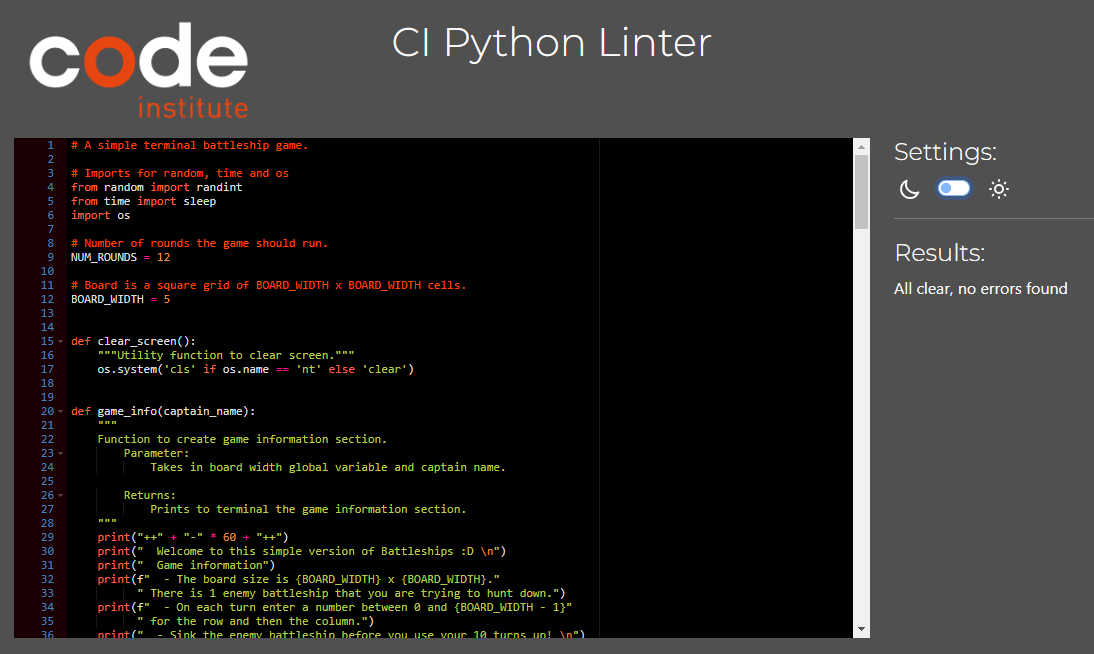 code
institute
CI Python Linter
1 # A simple terminal battleship game.
2
3 # Imports for random, time and os
4 from random import randint
5 from time import sleep
6 import os
7
8 # Number of rounds the game should run.
9 NUM_ROUNDS = 12
10
11 # Board is a square grid of BOARD_WIDTH x BOARD_WIDTH cells.
12 BOARD_WIDTH = 5
13
14
15 def clear_screen():
16     """Utility function to clear screen."""
17     os.system('cls' if os.name == 'nt' else 'clear')
18
19
20 def game_info(captain_name):
21     """
22     Function to create game information section.
23         Parameter:
24             Takes in board width global variable and captain name.
25
26         Returns:
27             Prints to terminal the game information section.
28     """
29     print("++" + "-" * 60 + "++")
30     print("  Welcome to this simple version of Battleships :D \n")
31     print("  Game information")
32     print(f"  - The board size is {BOARD_WIDTH} x {BOARD_WIDTH}."
33           " There is 1 enemy battleship that you are trying to hunt down.")
34     print(f"  - On each turn enter a number between 0 and {BOARD_WIDTH - 1}"
35           " for the row and then the column.")
36     print("  - Sink the enemy battleship before you use your 10 turns up! \n")
Settings:
Results:
All clear, no errors found